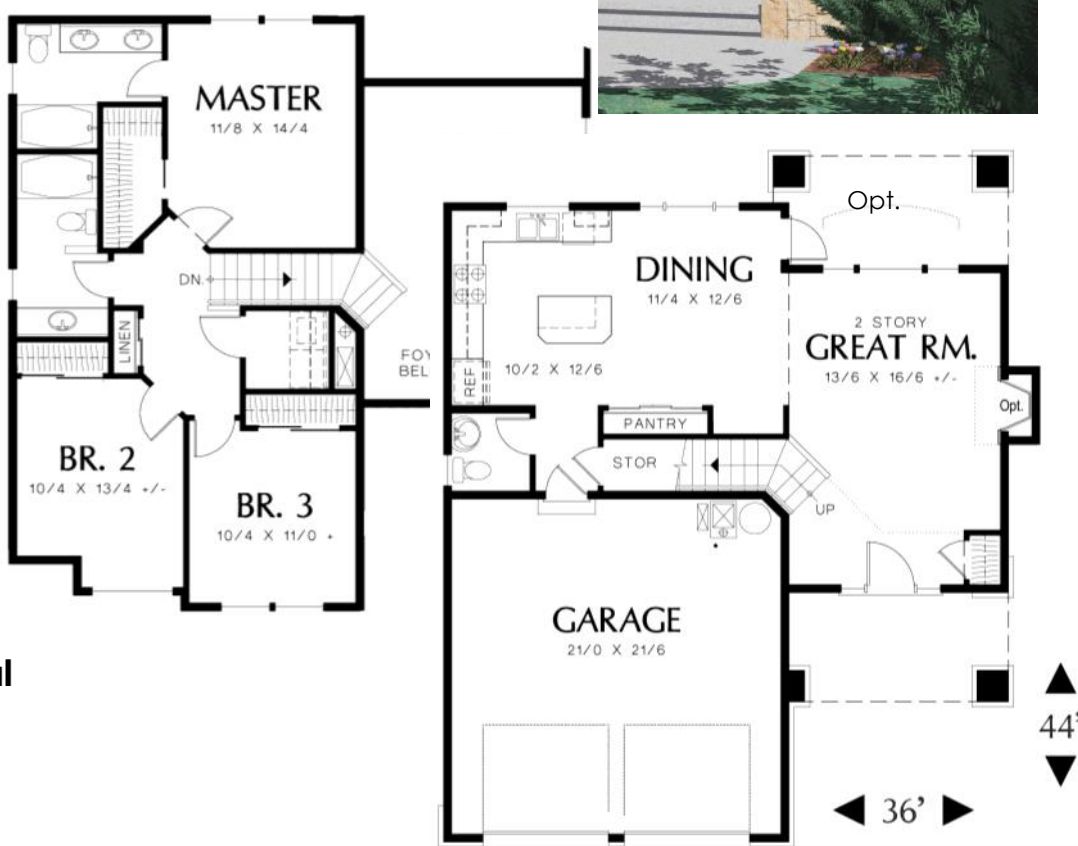 MASTER
11/8 X 14/4
DN.
LINEN
BR. 2
10/4 X 13/4 +/-
BR. 3
10/4 X 11/0 +
Opt.
DINING
11/4 X 12/6
2 STORY
GREAT RM.
13/6 X 16/6 +/-
10/2 X 12/6
REF
Opt.
PANTRY
STOR
UP
GARAGE
21/0 X 21/6
44'
36'